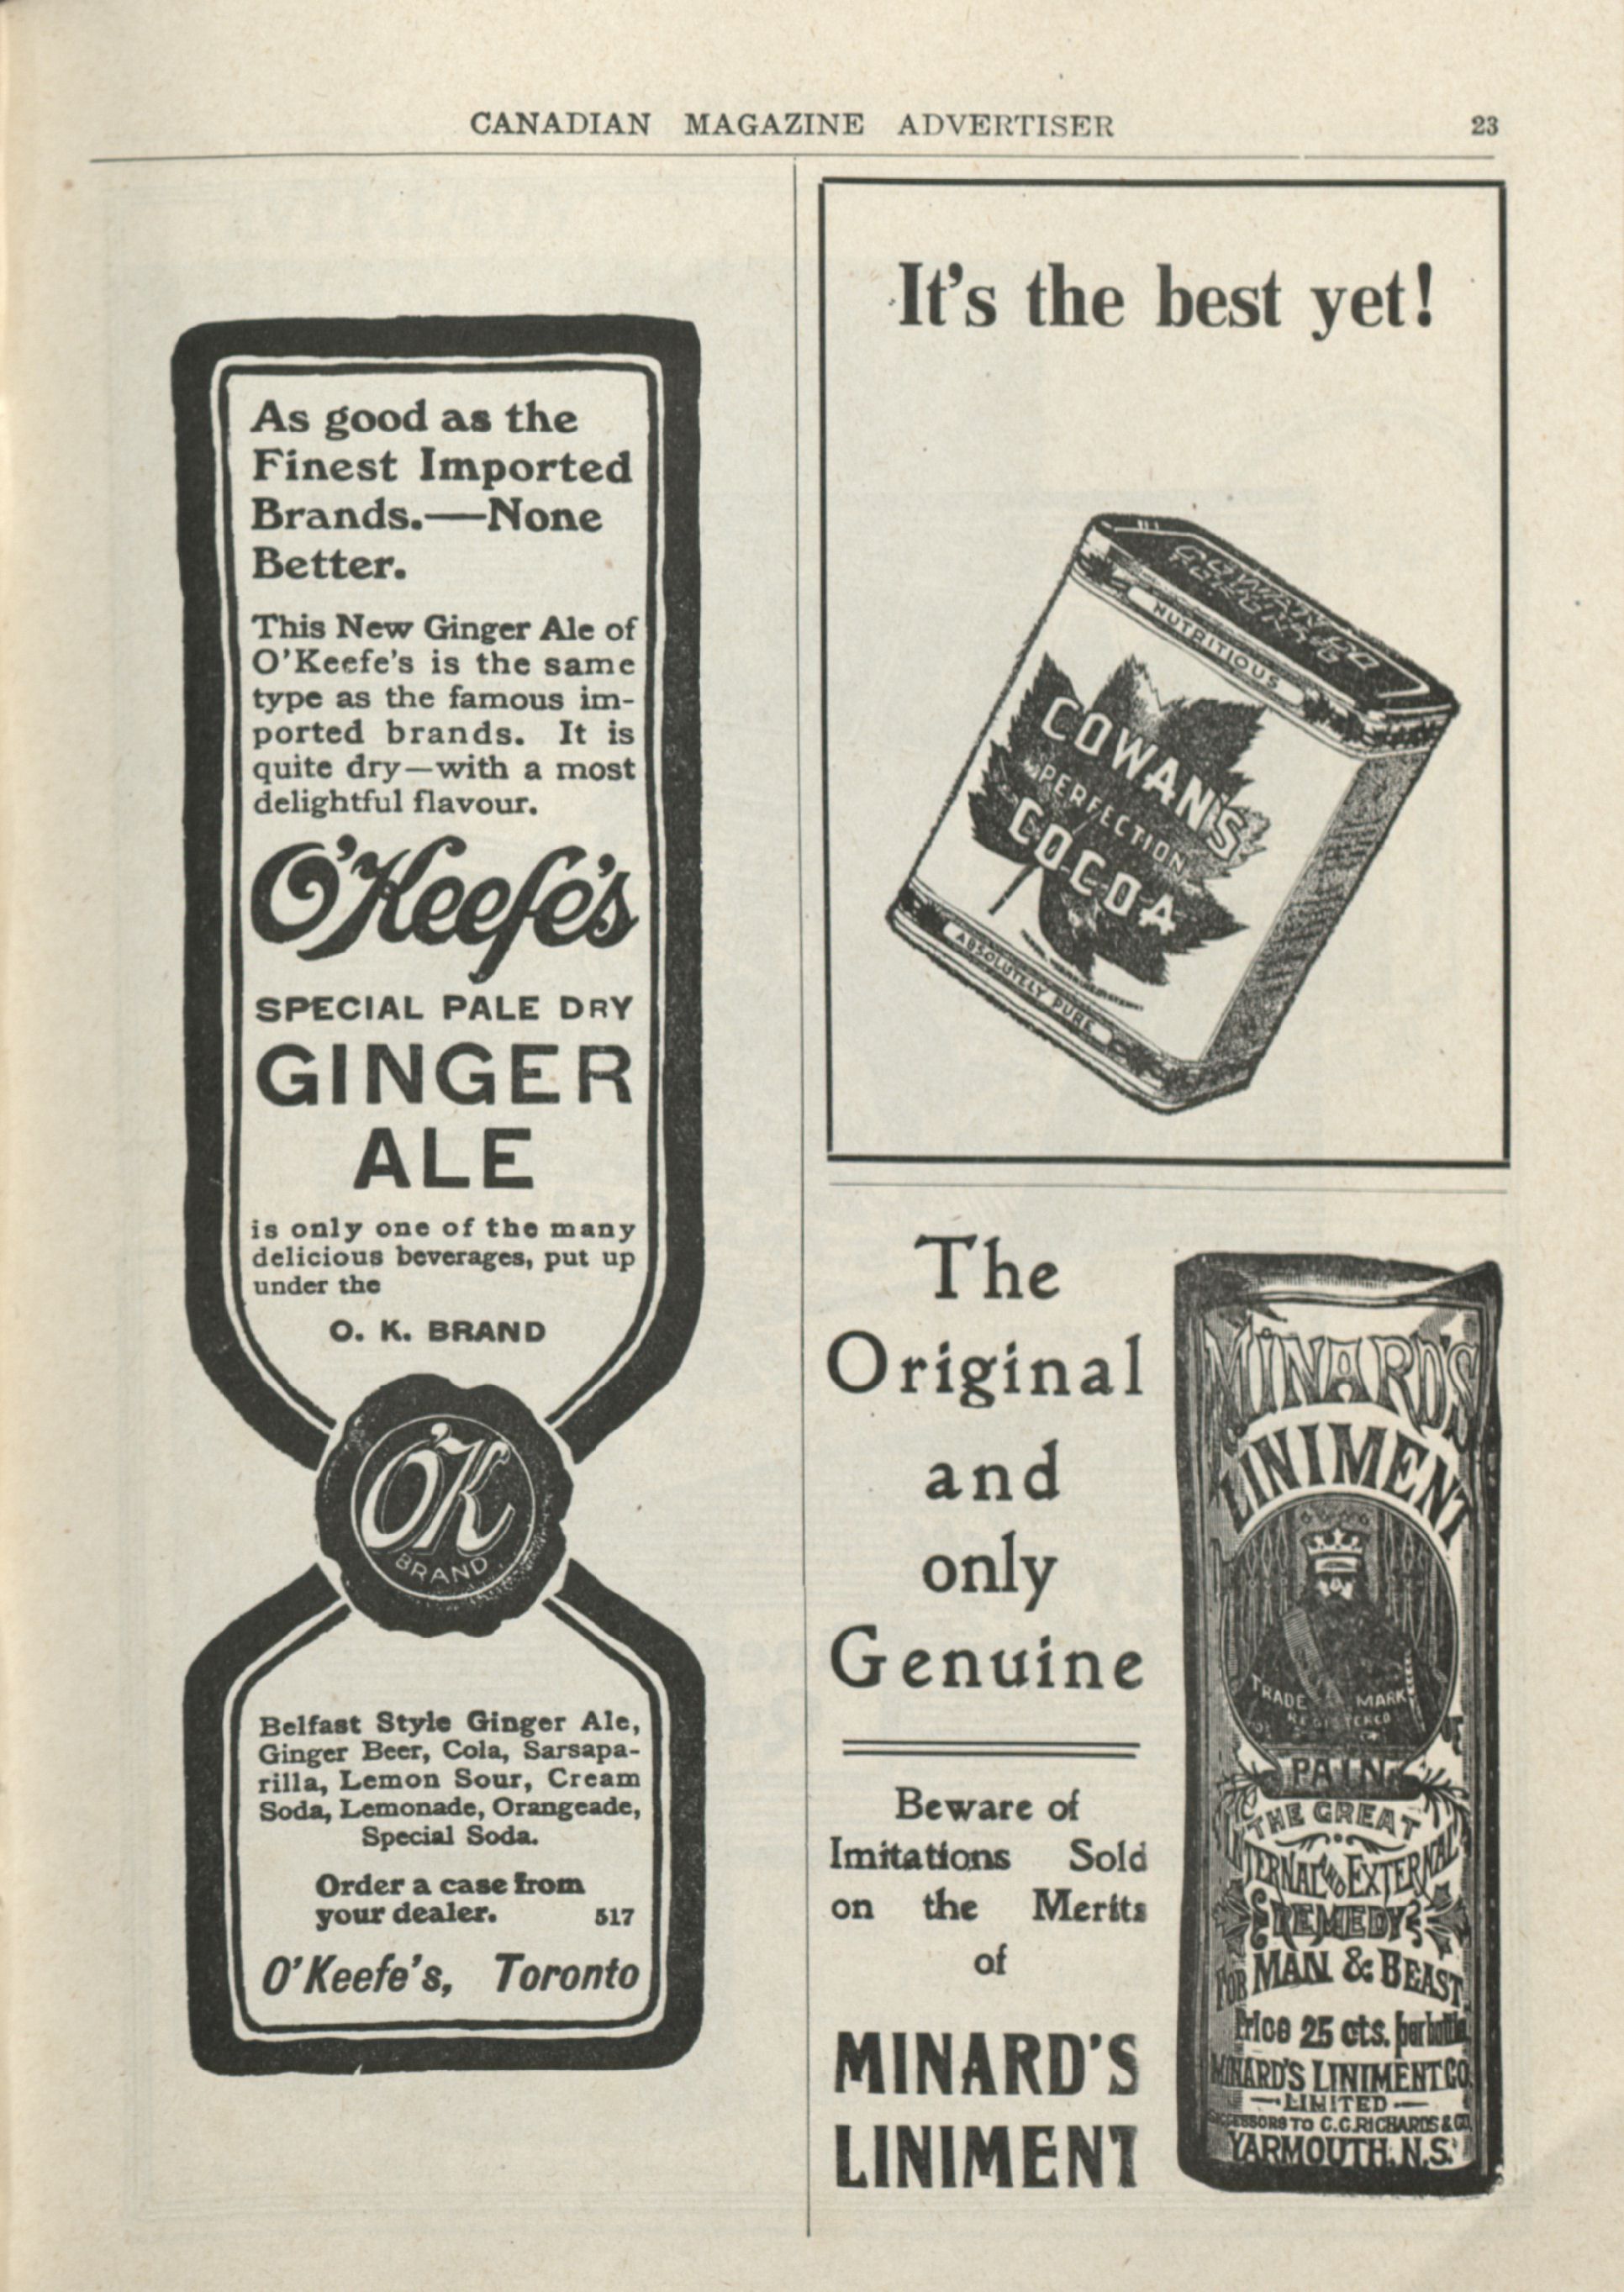 CANADIAN MAGAZINE ADVERTISER 23
As good as the
Finest Imported
Brands.—None
Better.
This New Ginger Ale of
O'Keefe's is the same
type as the famous im-
ported brands. It is
quite dry—with a most
delightful flavour.
O'Keefe's
SPECIAL PALE DRY
GINGER
ALE
is only one of the many
delicious beverages, put up
under the
O. K. BRAND
O'K
BRAND
Belfast Style Ginger Ale,
Ginger Beer, Cola, Sarsapa-
rilla, Lemon Sour, Cream
Soda, Lemonade, Orangeade,
Special Soda.
Order a case from
your dealer. 517
O'Keefe's, Toronto
It's the best yet!
NUTRITIOUS
COWAN'S
PERFECTION
COCOA
ABSOLUTELY PURE
The
Original
and
only
Genuine
Beware of
Imitations Sold
on the Merits
of
MINARD'S
LINIMENT
MINARD'S
LINIMENT
TRADE MARK
REGISTERED
OF
PAIN
THE GREAT
INTERNAL AND EXTERNAL
REMEDY
FOR MAN & BEAST
Price 25 cts. per bottle
MINARD'S LINIMENT CO.
LIMITED
SUCCESSORS TO C.C. RICHARDS & CO.
YARMOUTH, N.S.